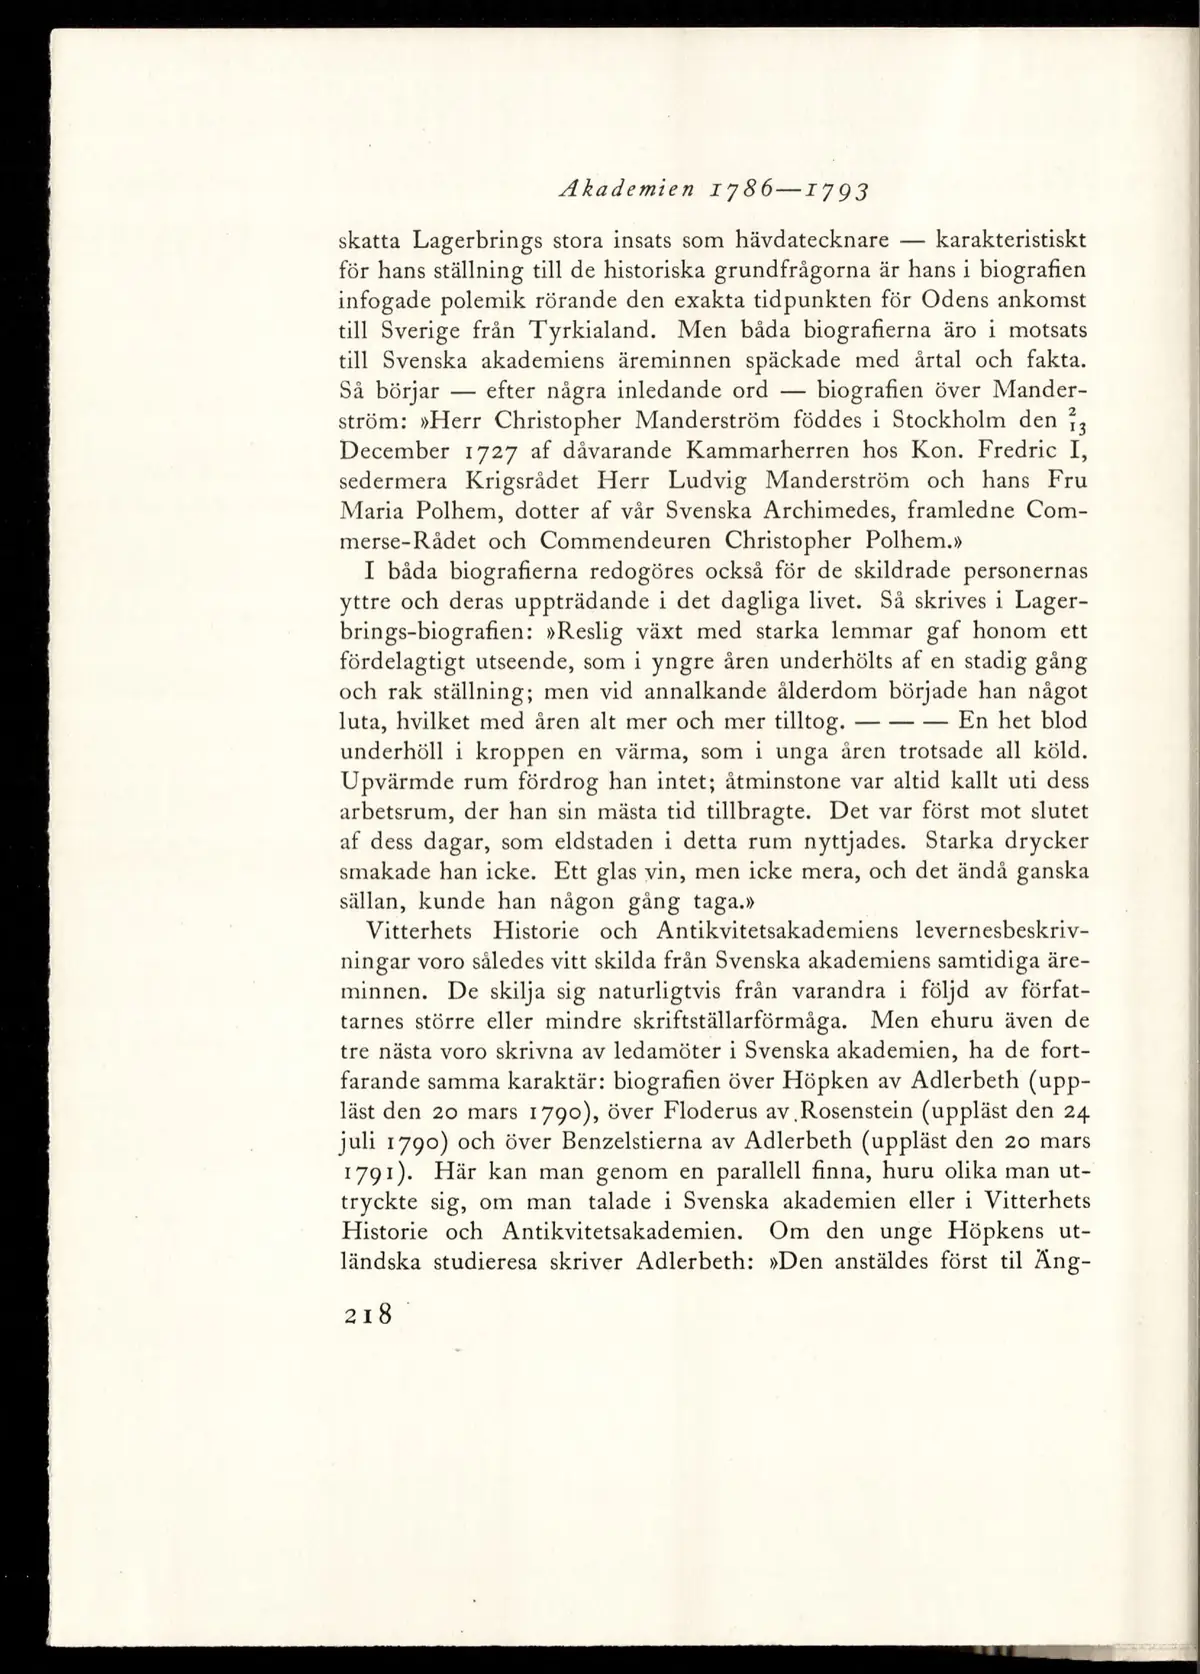 Akademien 1786—1793
skatta Lagerbrings stora insats som hävdatecknare — karakteristiskt
för hans ställning till de historiska grundfrågorna är hans i biografien
infogade polemik rörande den exakta tidpunkten för Odens ankomst
till Sverige från Tyrkialand. Men båda biografierna äro i motsats
till Svenska akademiens äreminnen späckade med årtal och fakta.
Så börjar — efter några inledande ord — biografien över Mander-
ström: »Herr Christopher Manderström föddes i Stockholm den 2/13
December 1727 af dåvarande Kammarherren hos Kon. Fredric I,
sedermera Krigsrådet Herr Ludvig Manderström och hans Fru
Maria Polhem, dotter af vår Svenska Archimedes, framledne Com-
merse-Rådet och Commendeuren Christopher Polhem.»
I båda biografierna redogöres också för de skildrade personernas
yttre och deras uppträdande i det dagliga livet. Så skrives i Lager-
brings-biografien: »Reslig växt med starka lemmar gaf honom ett
fördelagtigt utseende, som i yngre åren underhölts af en stadig gång
och rak ställning; men vid annalkande ålderdom började han något
luta, hvilket med åren alt mer och mer tilltog. — — — En het blod
underhöll i kroppen en värma, som i unga åren trotsade all köld.
Upvärmde rum fördrog han intet; åtminstone var altid kallt uti dess
arbetsrum, der han sin mästa tid tillbragte. Det var först mot slutet
af dess dagar, som eldstaden i detta rum nyttjades. Starka drycker
smakade han icke. Ett glas vin, men icke mera, och det ändå ganska
sällan, kunde han någon gång taga.»
Vitterhets Historie och Antikvitetsakademiens levernesbeskriv-
ningar voro således vitt skilda från Svenska akademiens samtidiga äre-
minnen. De skilja sig naturligtvis från varandra i följd av förfat-
tarnes större eller mindre skriftställarförmåga. Men ehuru även de
tre nästa voro skrivna av ledamöter i Svenska akademien, ha de fort-
farande samma karaktär: biografien över Höpken av Adlerbeth (upp-
läst den 20 mars 1790), över Floderus av Rosenstein (uppläst den 24
juli 1790) och över Benzelstierna av Adlerbeth (uppläst den 20 mars
1791). Här kan man genom en parallell finna, huru olika man ut-
tryckte sig, om man talade i Svenska akademien eller i Vitterhets
Historie och Antikvitetsakademien. Om den unge Höpkens ut-
ländska studieresa skriver Adlerbeth: »Den anstäldes först til Äng-
218